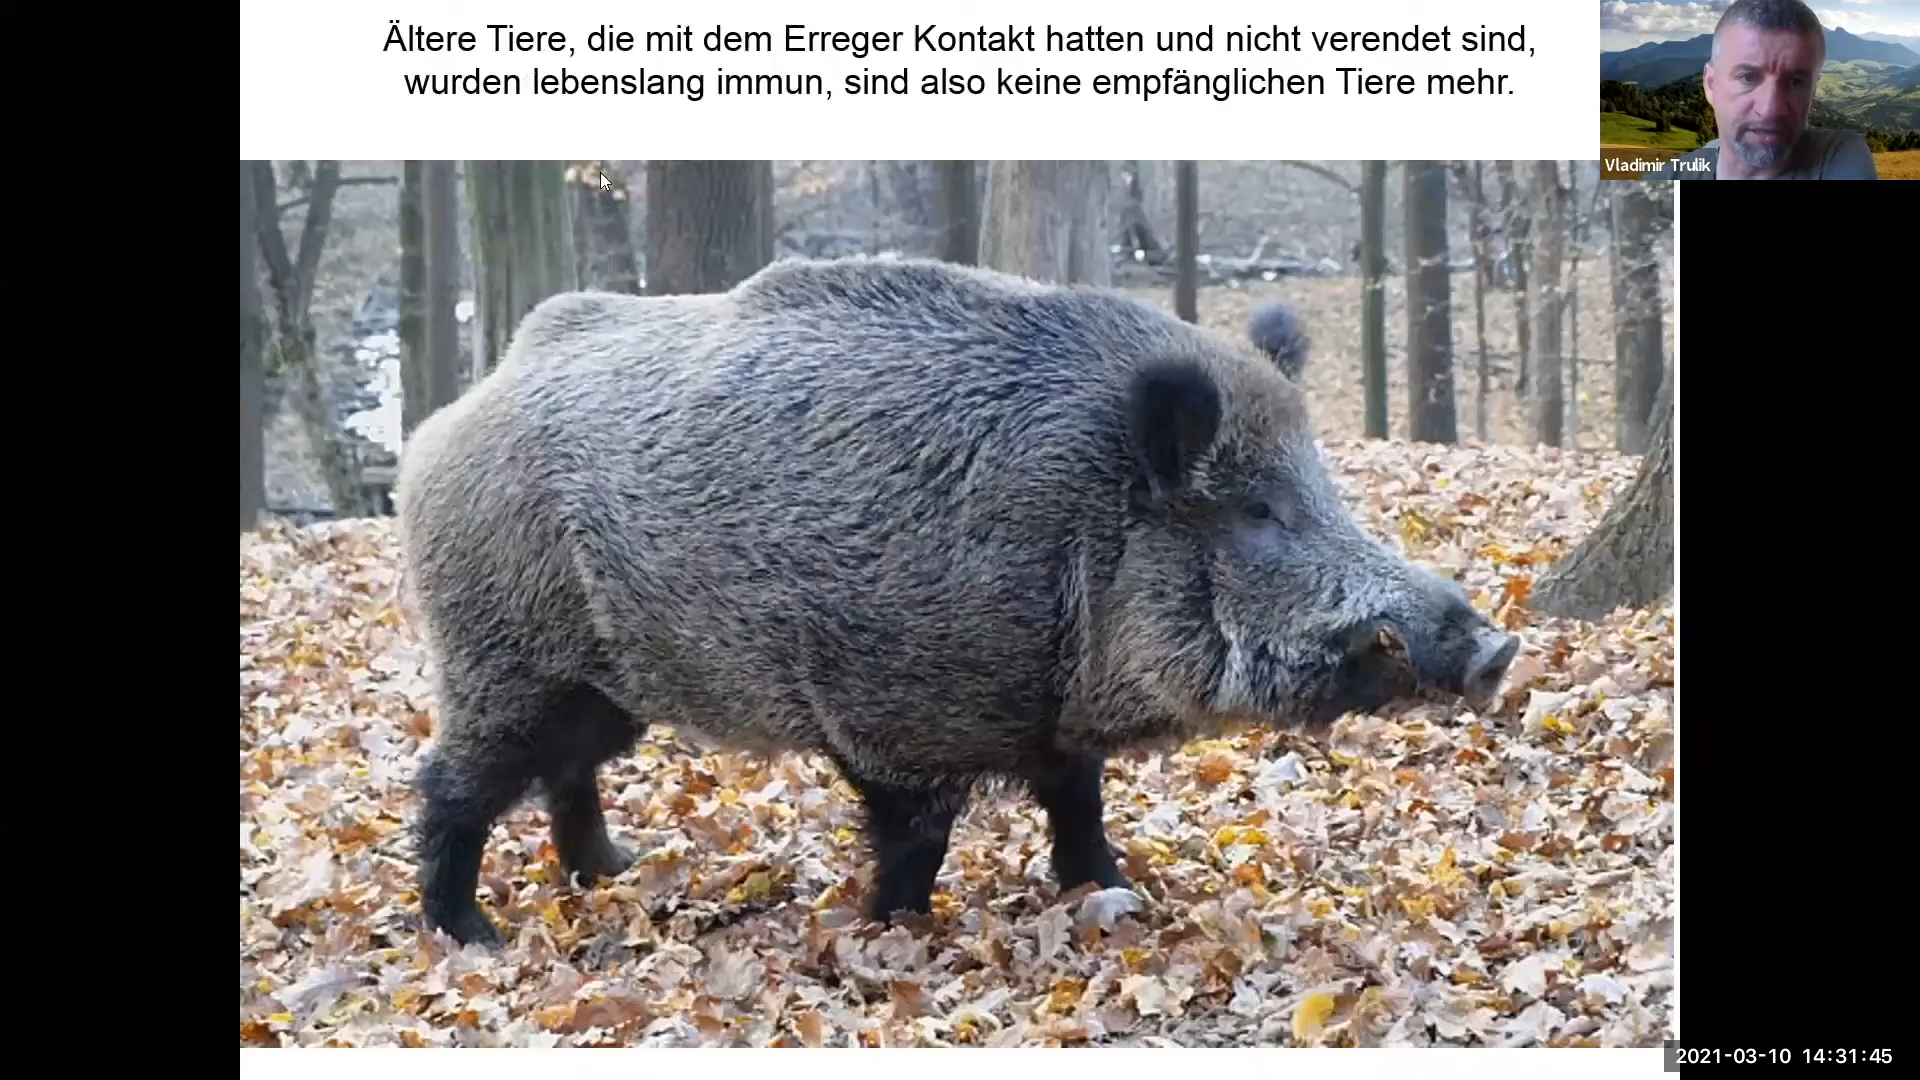 Ältere Tiere, die mit dem Erreger Kontakt hatten und nicht verendet sind,
wurden lebenslang immun, sind also keine empfänglichen Tiere mehr.
Vladimir Trulik
2021-03-10 14:31:45